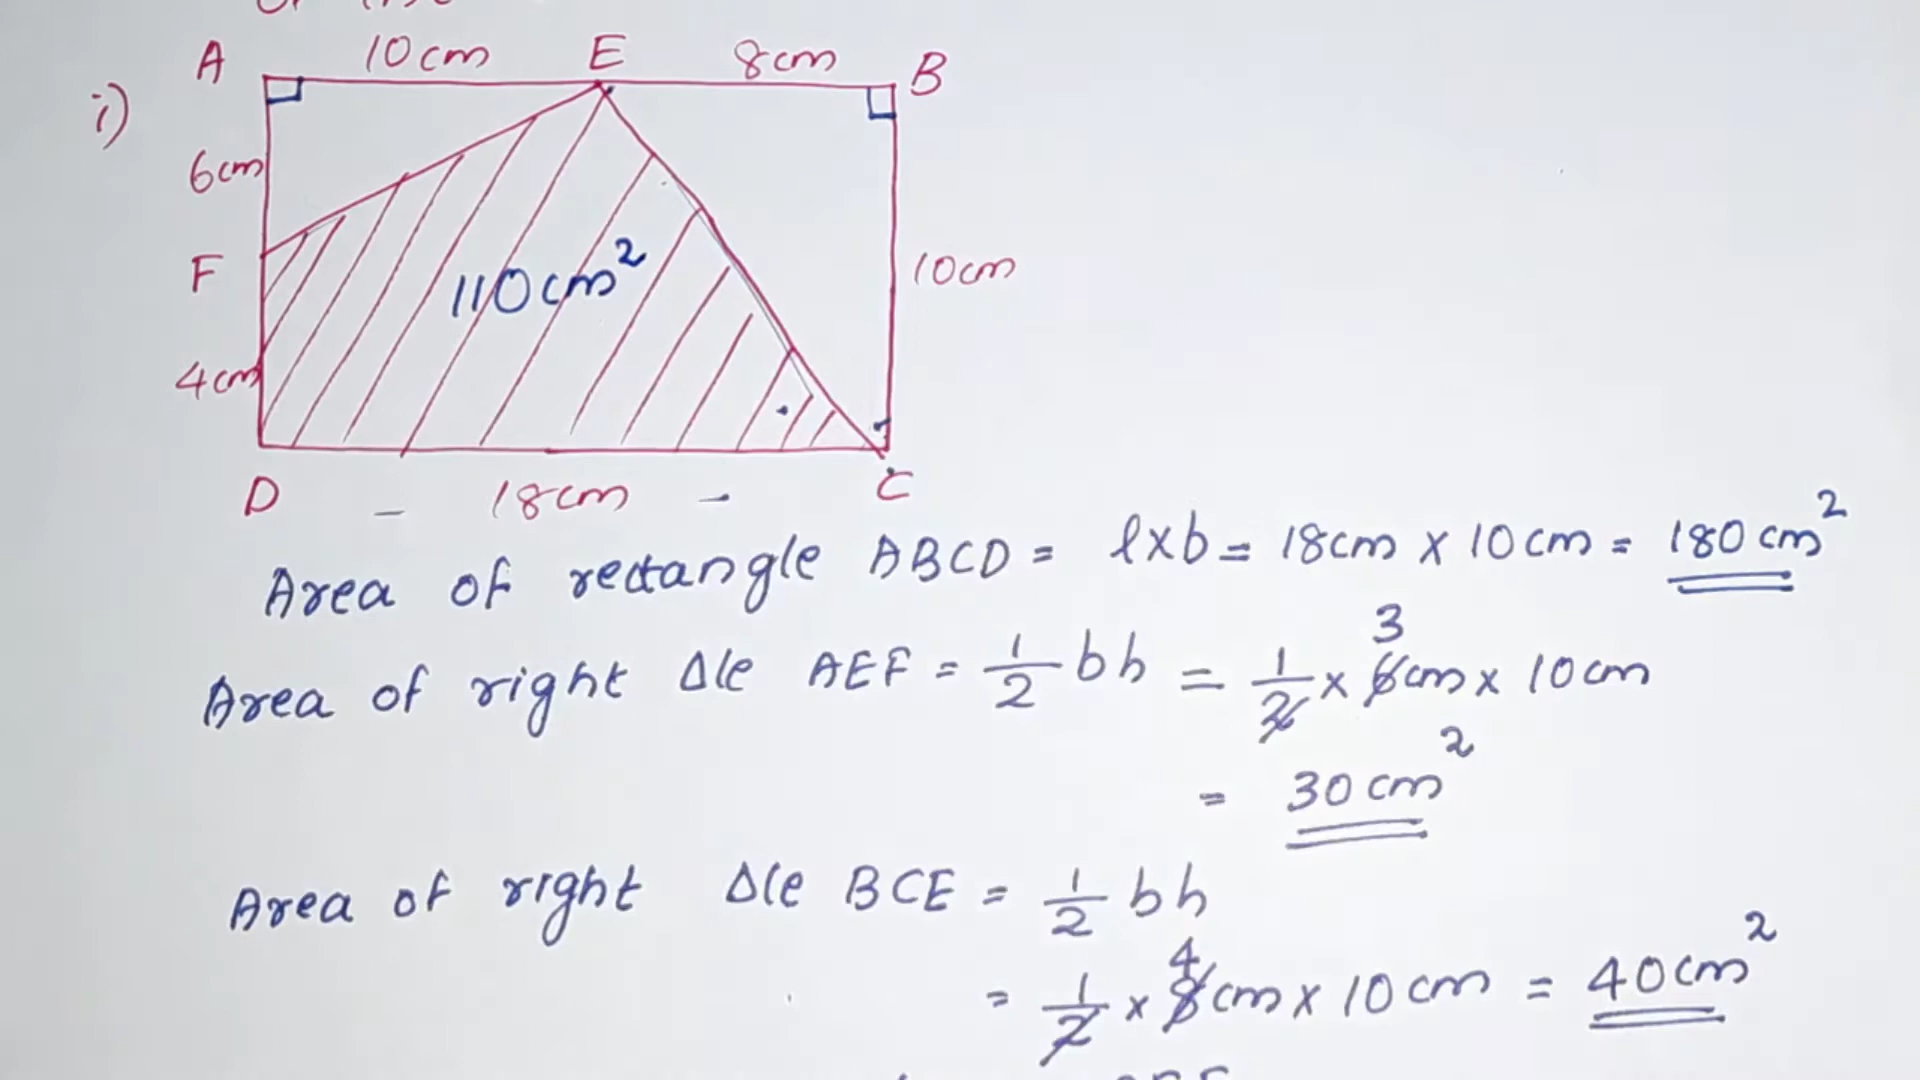 A 10cm E 8cm B
i)
6cm
F 110cm² 10cm
4cm
D - 18cm - C
Area of rectangle ABCD = l×b = 18cm × 10cm = 180cm²
3
Area of right Δle AEF = 1/2 bh = 1/2 × 6cm × 10cm
= 30cm²
Area of right Δle BCE = 1/2 bh
4
= 1/2 × 8cm × 10cm = 40cm²